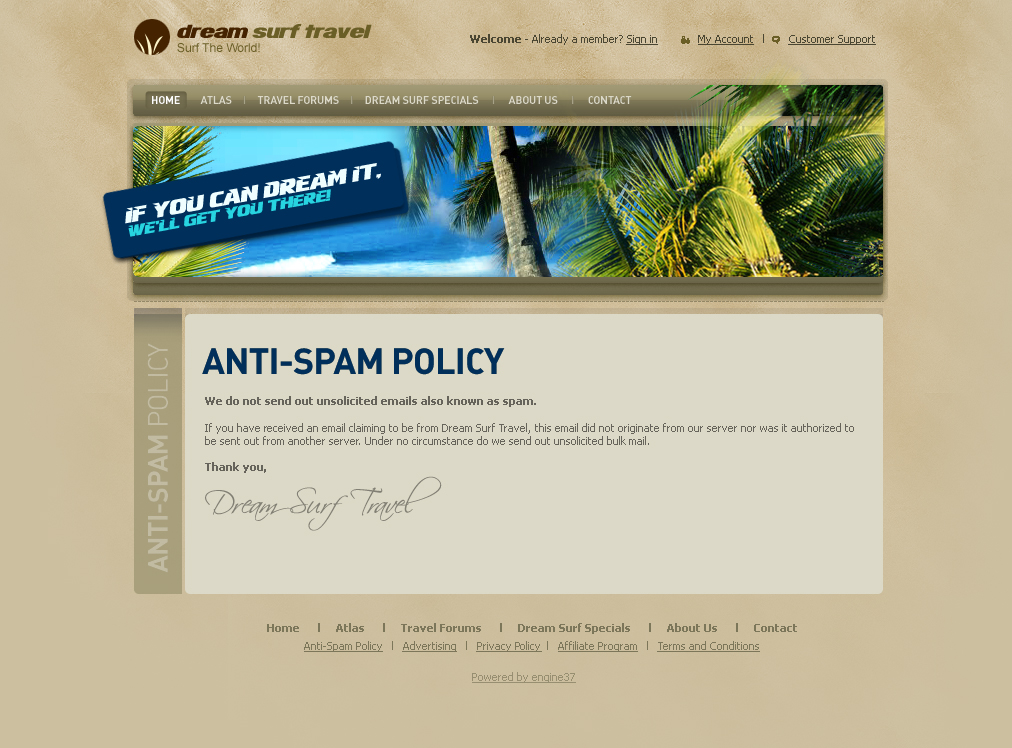 dream surf travel
Surf The World!
Welcome - Already a member? Sign in
My Account | Customer Support
HOME
ATLAS | TRAVEL FORUMS | DREAM SURF SPECIALS | ABOUT US | CONTACT
IF YOU CAN DREAM IT,
WE'LL GET YOU THERE!
ANTI-SPAM POLICY
ANTI-SPAM POLICY
We do not send out unsolicited emails also known as spam.
If you have received an email claiming to be from Dream Surf Travel, this email did not originate from our server nor was it authorized to
be sent out from another server. Under no circumstance do we send out unsolicited bulk mail.
Thank you,
Dream Surf Travel
Home | Atlas | Travel Forums | Dream Surf Specials | About Us | Contact
Anti-Spam Policy | Advertising | Privacy Policy | Affiliate Program | Terms and Conditions
Powered by engine37